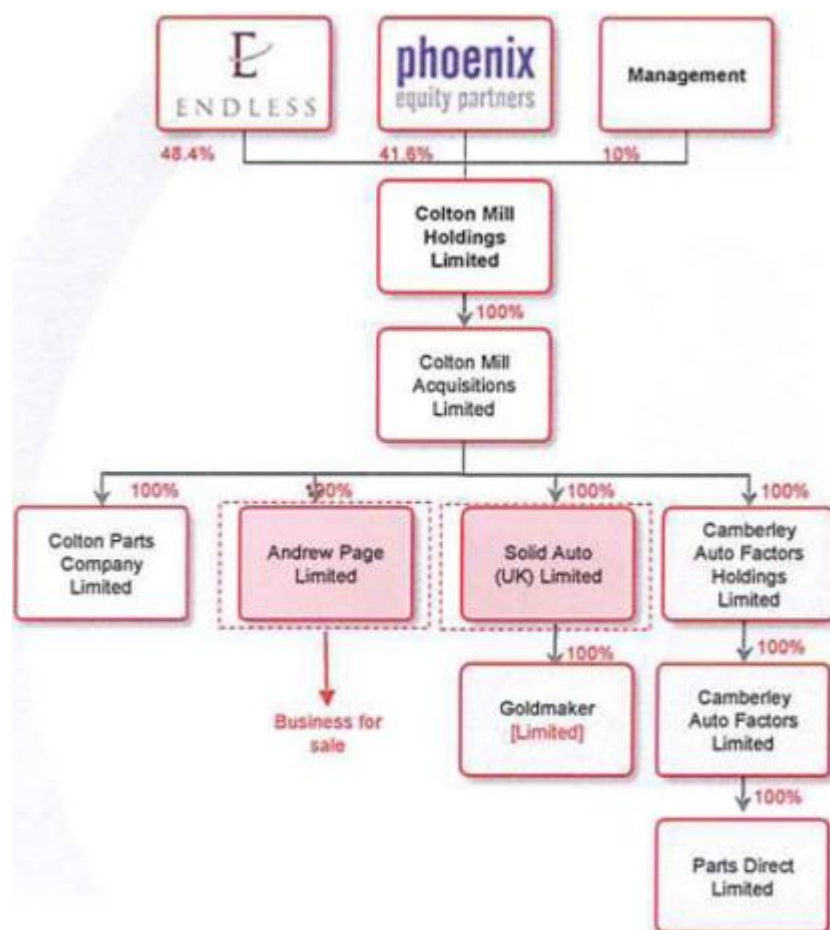 ENDLESS
phoenix
equity partners
Management
48.4%
41.6%
10%
Colton Mill
Holdings
Limited
100%
Colton Mill
Acquisitions
Limited
100%
100%
100%
100%
Colton Parts
Company
Limited
Andrew Page
Limited
Solid Auto
(UK) Limited
Camberley
Auto Factors
Holdings
Limited
Business for
sale
100%
100%
Goldmaker
[Limited]
Camberley
Auto Factors
Limited
100%
Parts Direct
Limited